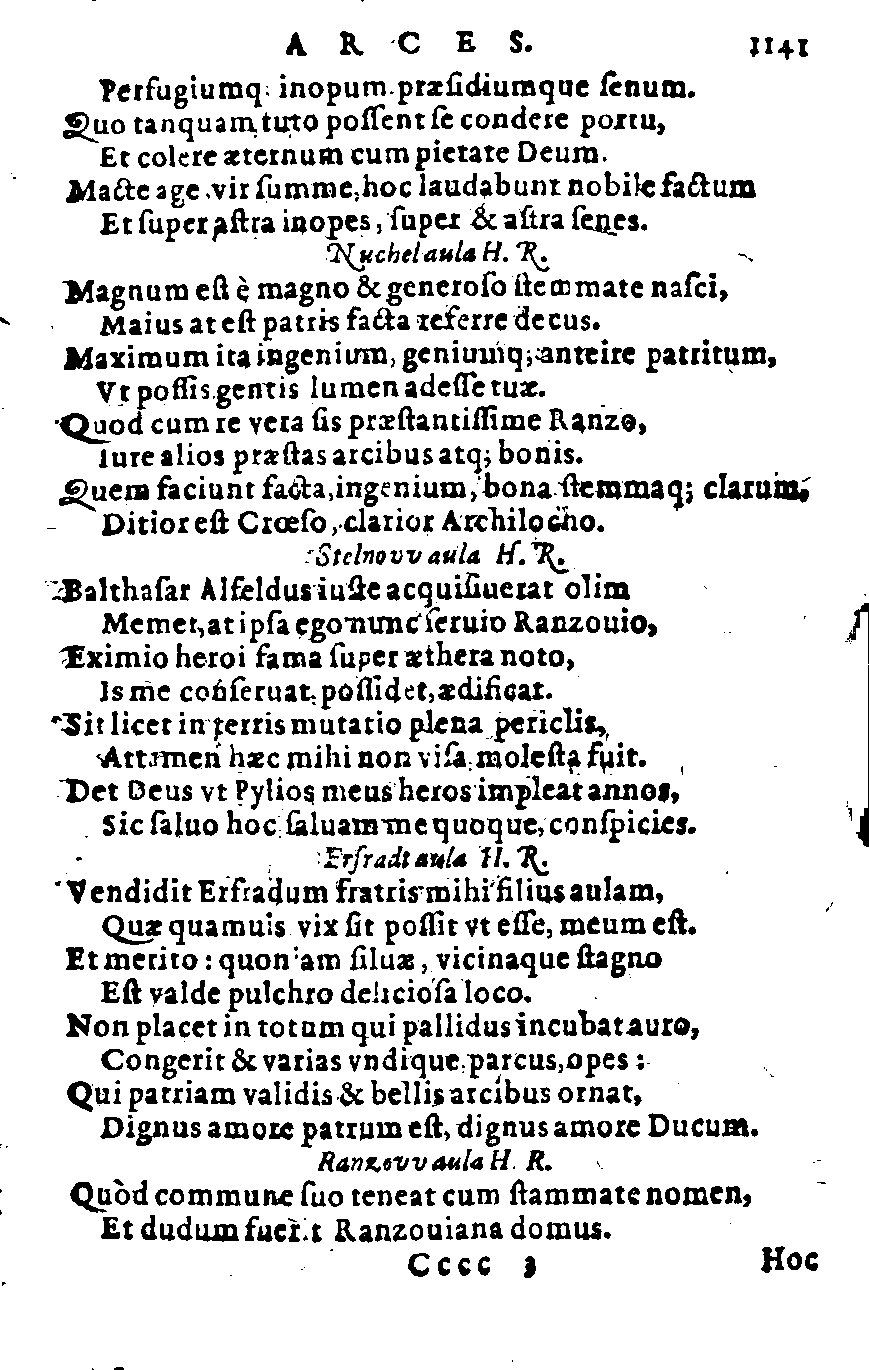 ARCES. 1141
Perfugiumq; inopum præſidiumque ſenum.
Quo tanquam tuto poſſent ſe condere portu,
Et colere æternum cum pietate Deum.
Macte age vir ſumme, hoc laudabunt nobile factum
Et ſuper aſtra inopes, ſuper & aſtra ſenes.
Nuchel aula H. R.
Magnum eſt è magno & generoſo ſtemmate naſci,
Maius at eſt patris facta referre decus.
Maximum ita ingenium, geniumq; anteire patritum,
Vt poſſis gentis lumen adeſſe tuæ.
Quod cum re vera ſis præſtantiſſime Ranzo,
Iure alios præſtas arcibus atq; bonis.
Quem faciunt facta, ingenium, bona ſtemmaq; clarum,
Ditior eſt Crœſo, clarior Archilocho.
Stelnovv aula H. R.
Balthaſar Alfeldus iuſte acquiſiuerat olim
Memet, at ipſa ego nunc ſeruio Ranzouio,
Eximio heroi fama ſuper æthera noto,
Is me conſeruat, poſſidet, ædificat.
Sit licet in terris mutatio plena periclis,
Attamen hæc mihi non viſa moleſta fuit.
Det Deus vt Pylios meus heros impleat annos,
Sic ſaluo hoc ſaluam me quoque, conſpicies.
Erfradt aula H. R.
Vendidit Erfradum fratris mihi filius aulam,
Quæ quamuis vix ſit poſſit vt eſſe, meum eſt.
Et merito: quoniam ſiluæ, vicinaque ſtagno
Eſt valde pulchro delicioſa loco.
Non placet in totum qui pallidus incubat auro,
Congerit & varias vndique parcus, opes:
Qui patriam validis & bellis arcibus ornat,
Dignus amore patrum eſt, dignus amore Ducum.
Ranzovv aula H. R.
Quòd commune ſuo teneat cum ſtammate nomen,
Et dudum fuerit Ranzouiana domus.
Cccc 3 Hoc